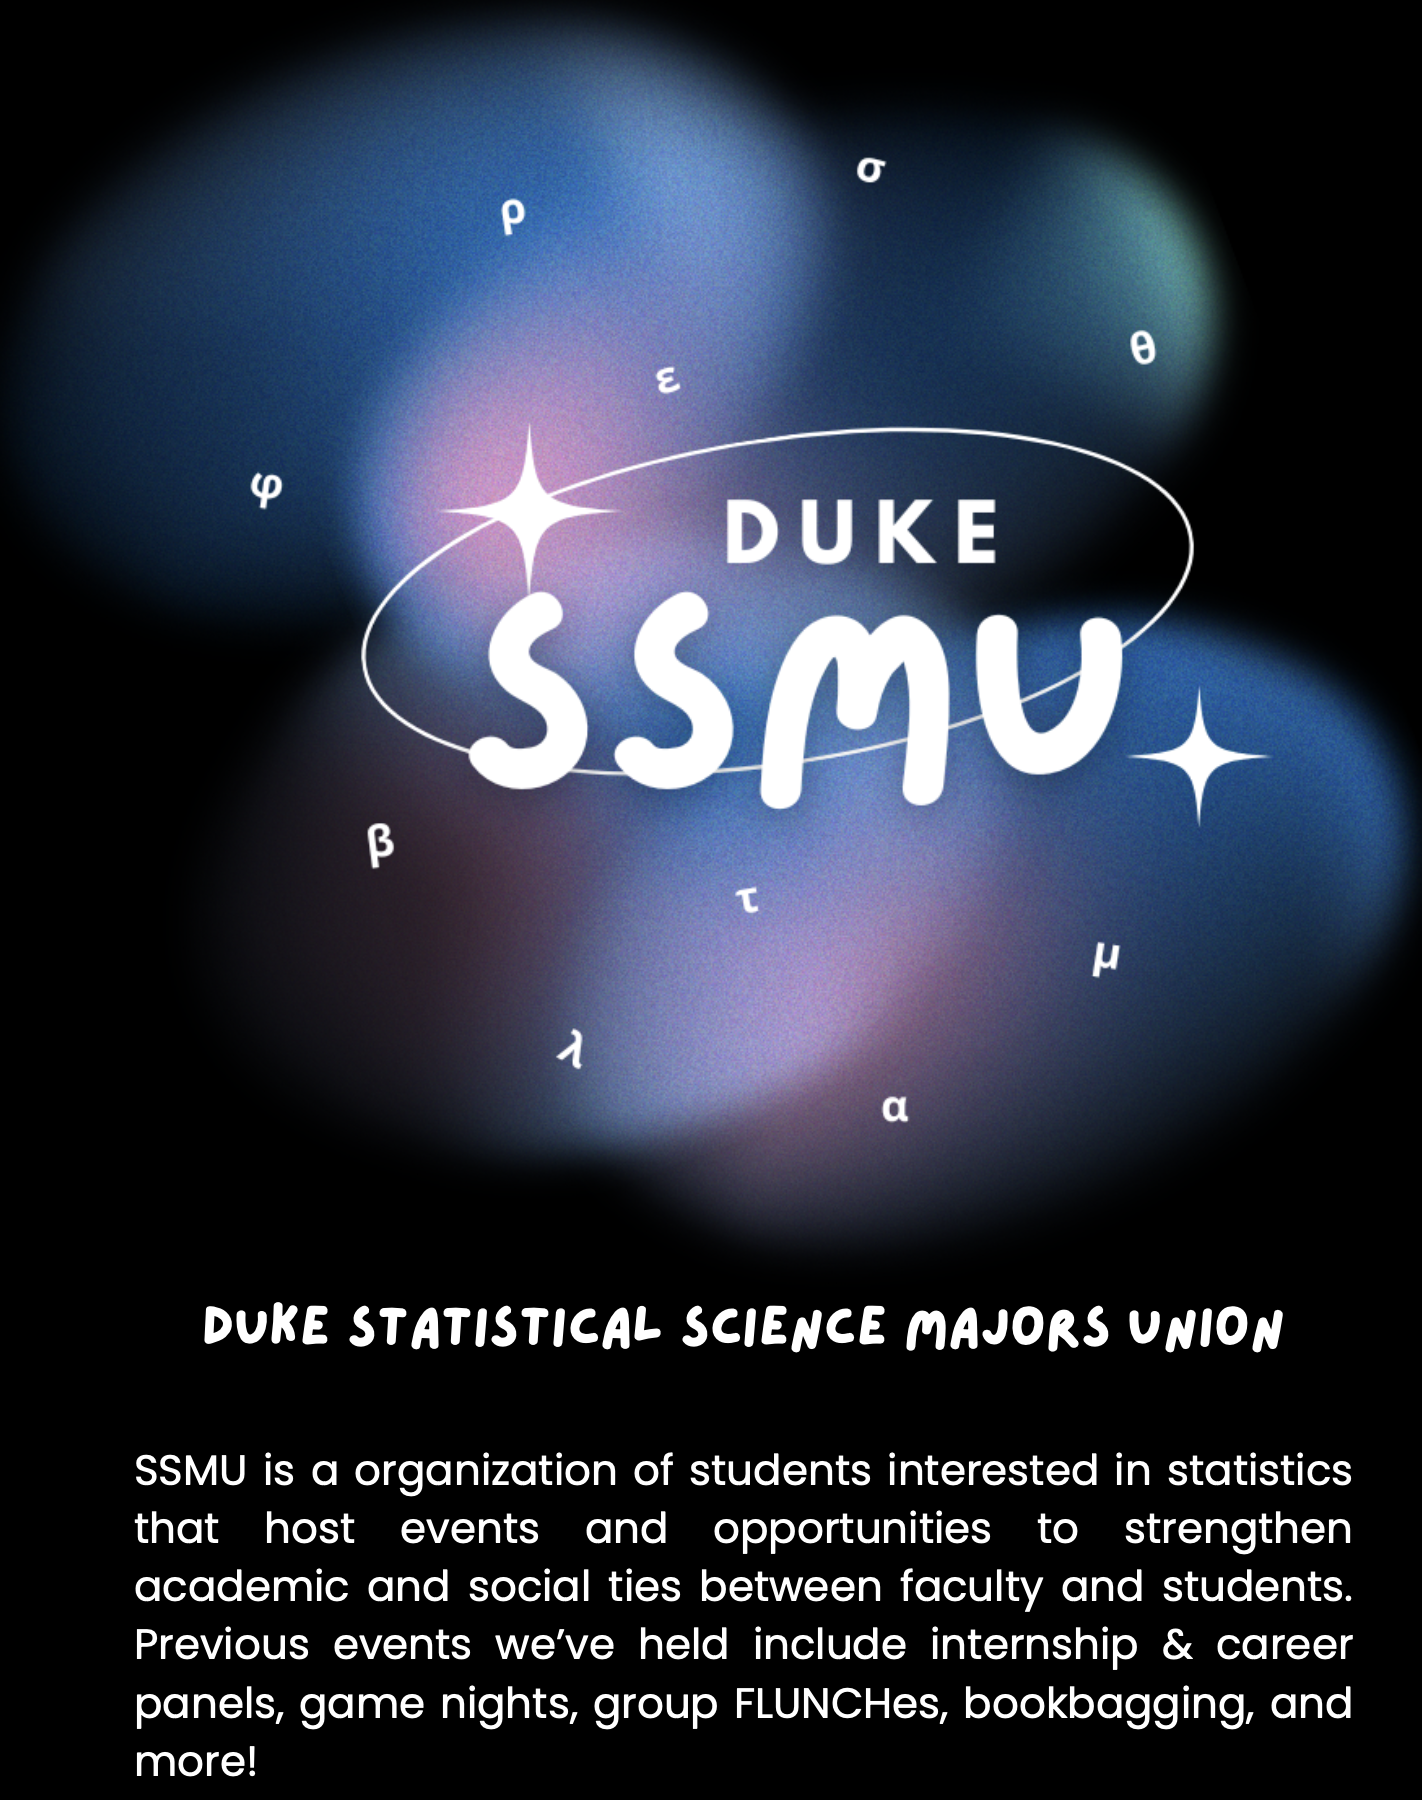 σ
ρ
θ
ε
φ
DUKE
SSMU
β
τ
μ
λ
α
DUKE STATISTICAL SCIENCE MAJORS UNION
SSMU is a organization of students interested in statistics
that host events and opportunities to strengthen
academic and social ties between faculty and students.
Previous events we’ve held include internship & career
panels, game nights, group FLUNCHes, bookbagging, and
more!